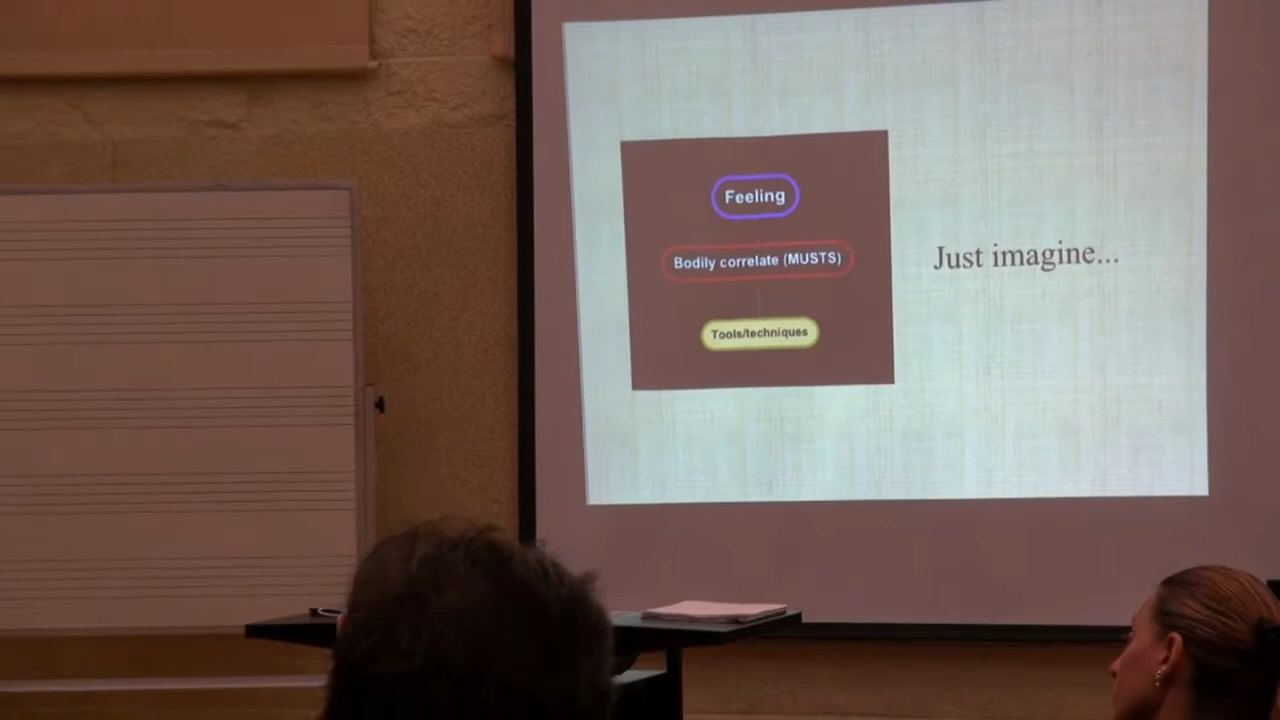 Feeling
Bodily correlate (MUSTS)
Tools/techniques
Just imagine...